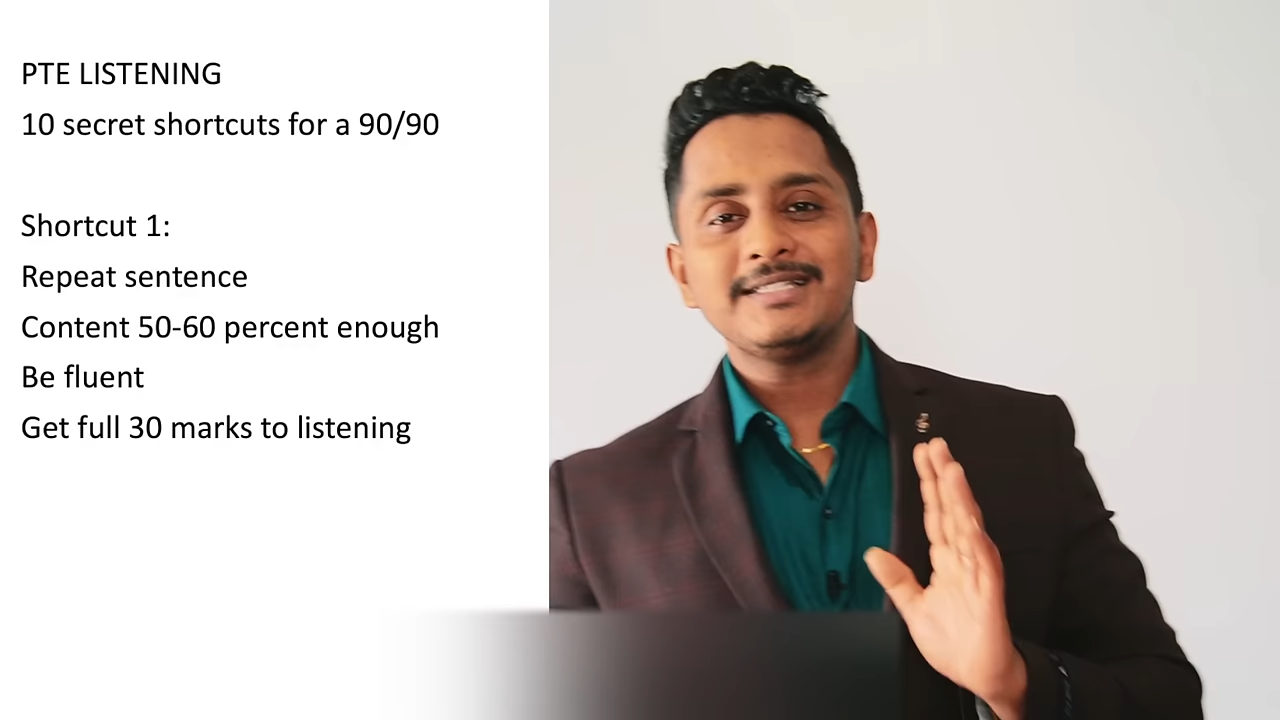 PTE LISTENING
10 secret shortcuts for a 90/90
Shortcut 1:
Repeat sentence
Content 50-60 percent enough
Be fluent
Get full 30 marks to listening